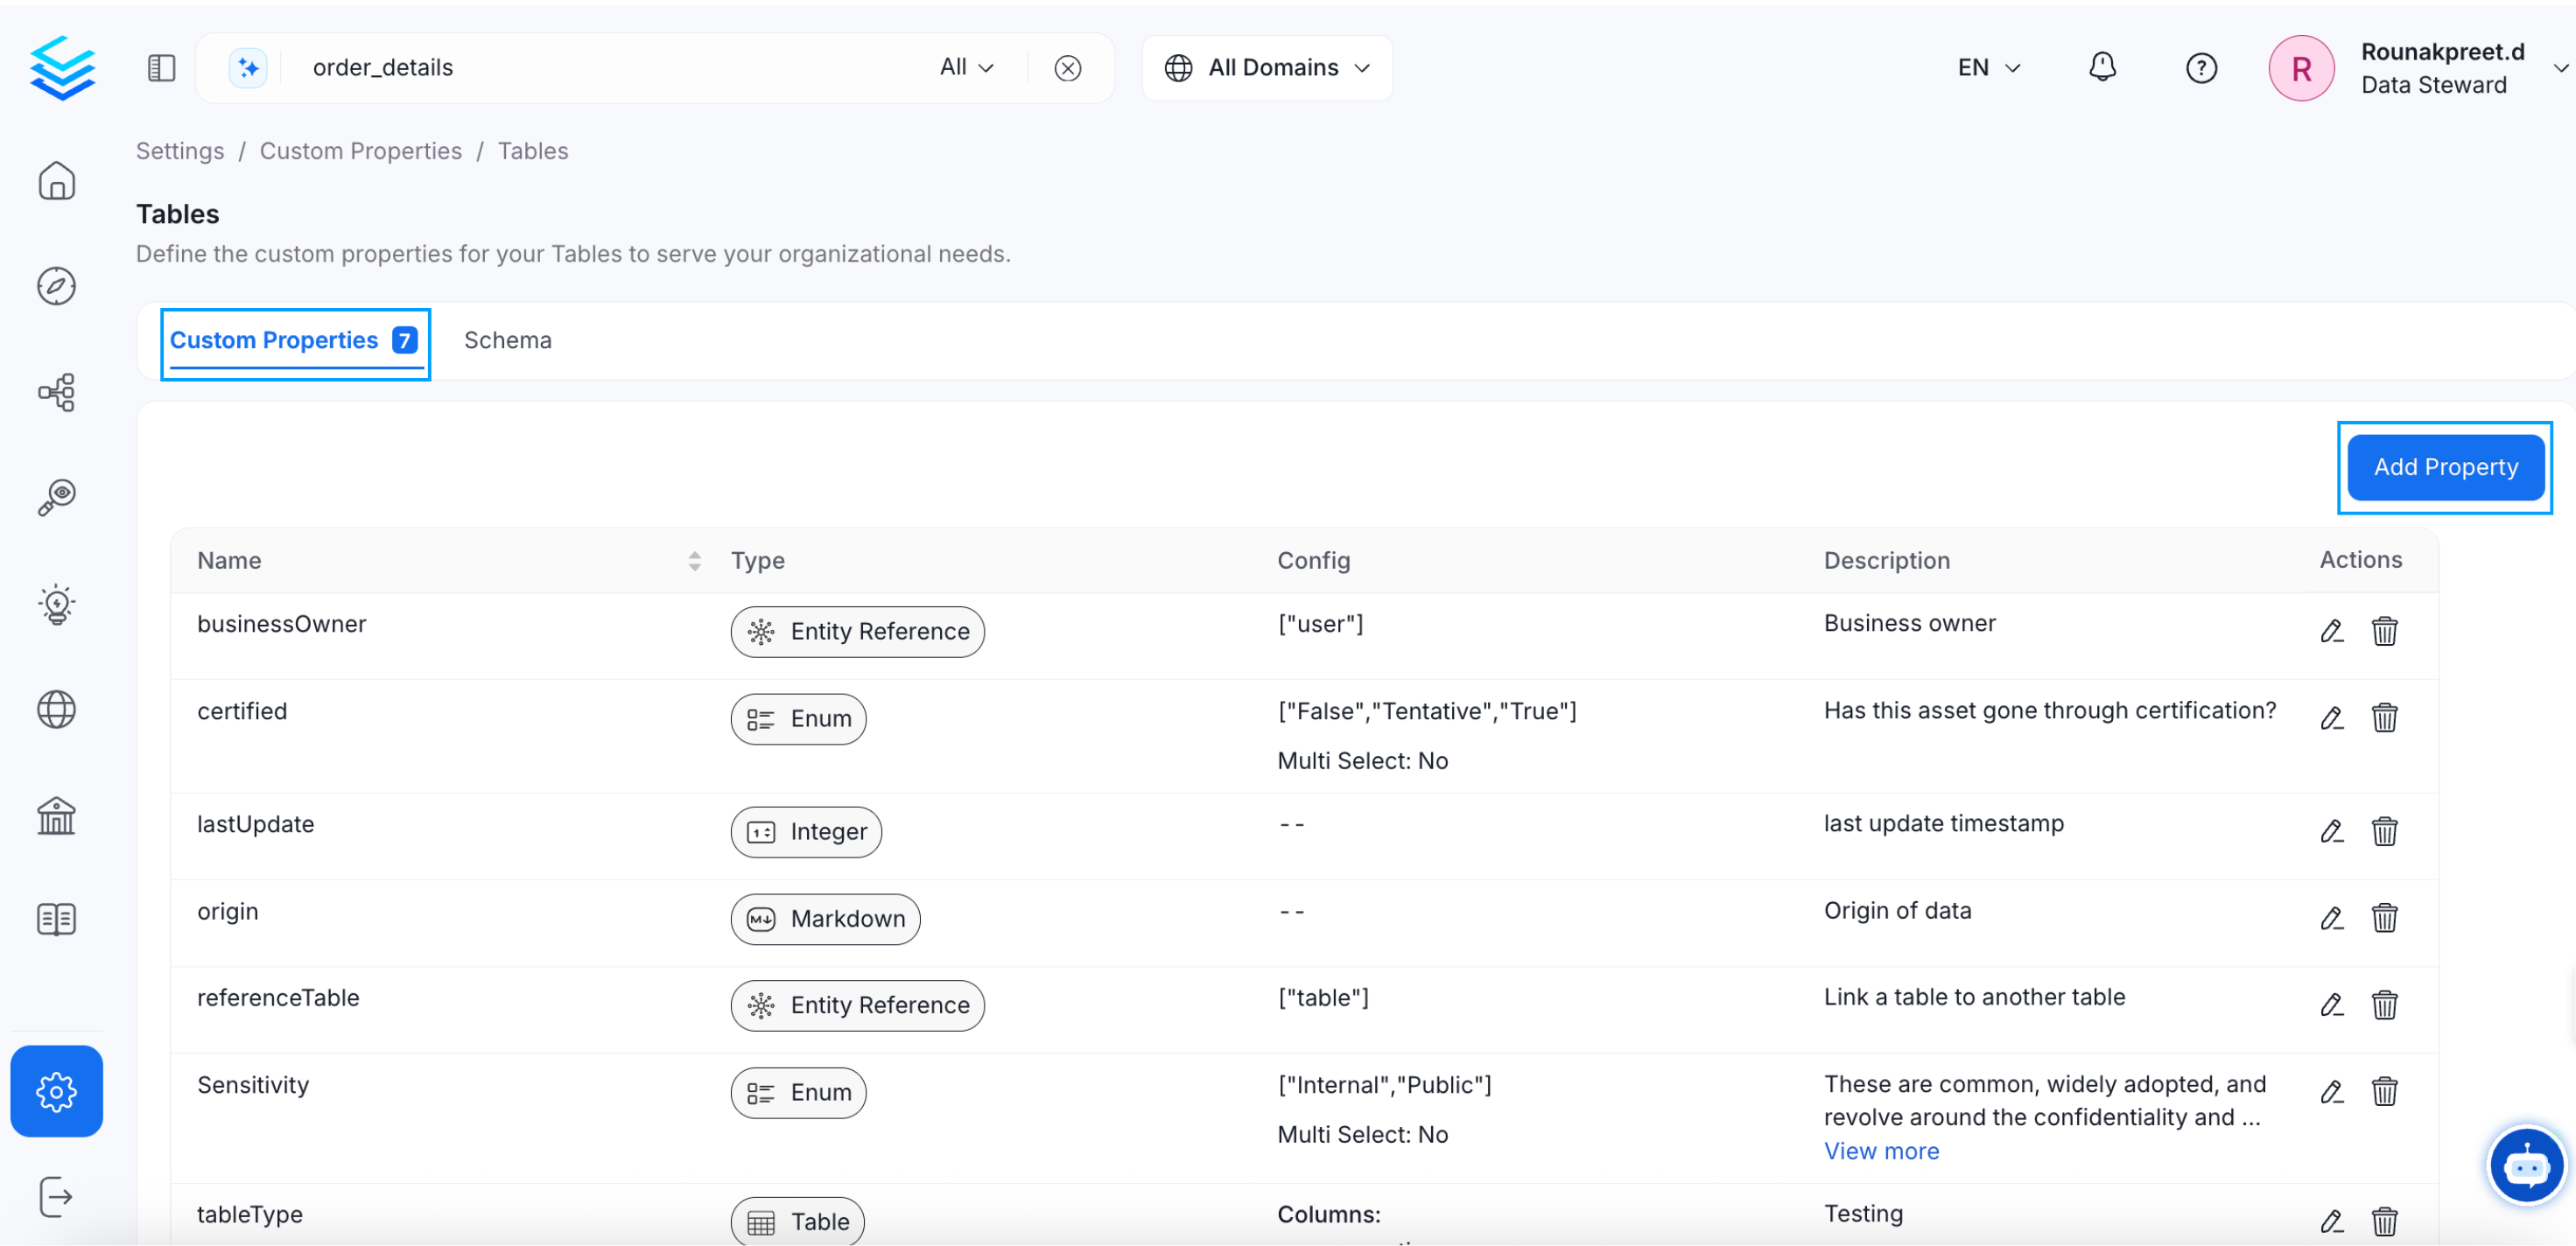 order_details
All
All Domains
EN
R
Rounakpreet.d
Data Steward
Settings / Custom Properties / Tables
Tables
Define the custom properties for your Tables to serve your organizational needs.
Custom Properties 7
Schema
Add Property
Name Type Config Description Actions
businessOwner Entity Reference ["user"] Business owner
certified Enum ["False","Tentative","True"] Has this asset gone through certification?
Multi Select: No
lastUpdate Integer -- last update timestamp
origin Markdown -- Origin of data
referenceTable Entity Reference ["table"] Link a table to another table
Sensitivity Enum ["Internal","Public"] These are common, widely adopted, and
revolve around the confidentiality and ...
Multi Select: No
View more
tableType Table Columns: Testing